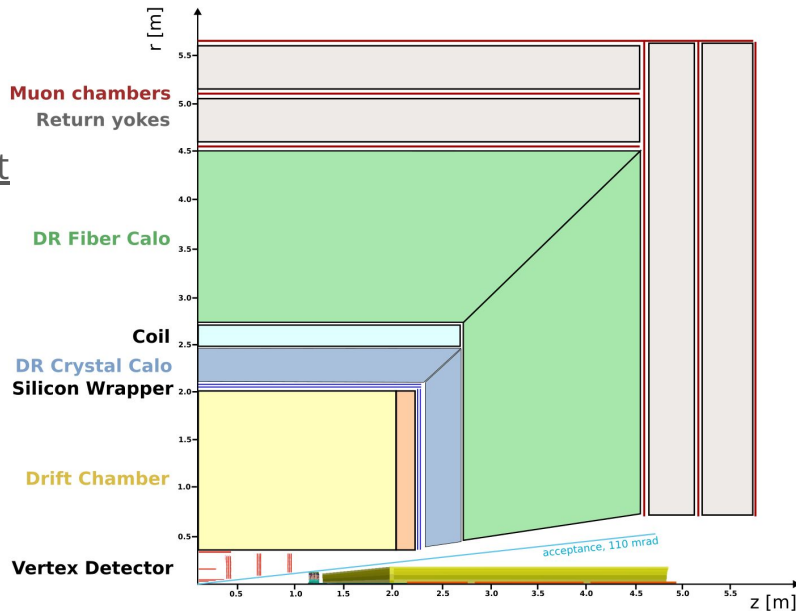 r [m]
5.5
Muon chambers
5.0
Return yokes
4.5
t
4.0
DR Fiber Calo
3.5
3.0
Coil
2.5
DR Crystal Calo
Silicon Wrapper
2.0
1.5
Drift Chamber
1.0
0.5
acceptance, 110 mrad
Vertex Detector
0.5 1.0 1.5 2.0 2.5 3.0 3.5 4.0 4.5 5.0 5.5
z [m]